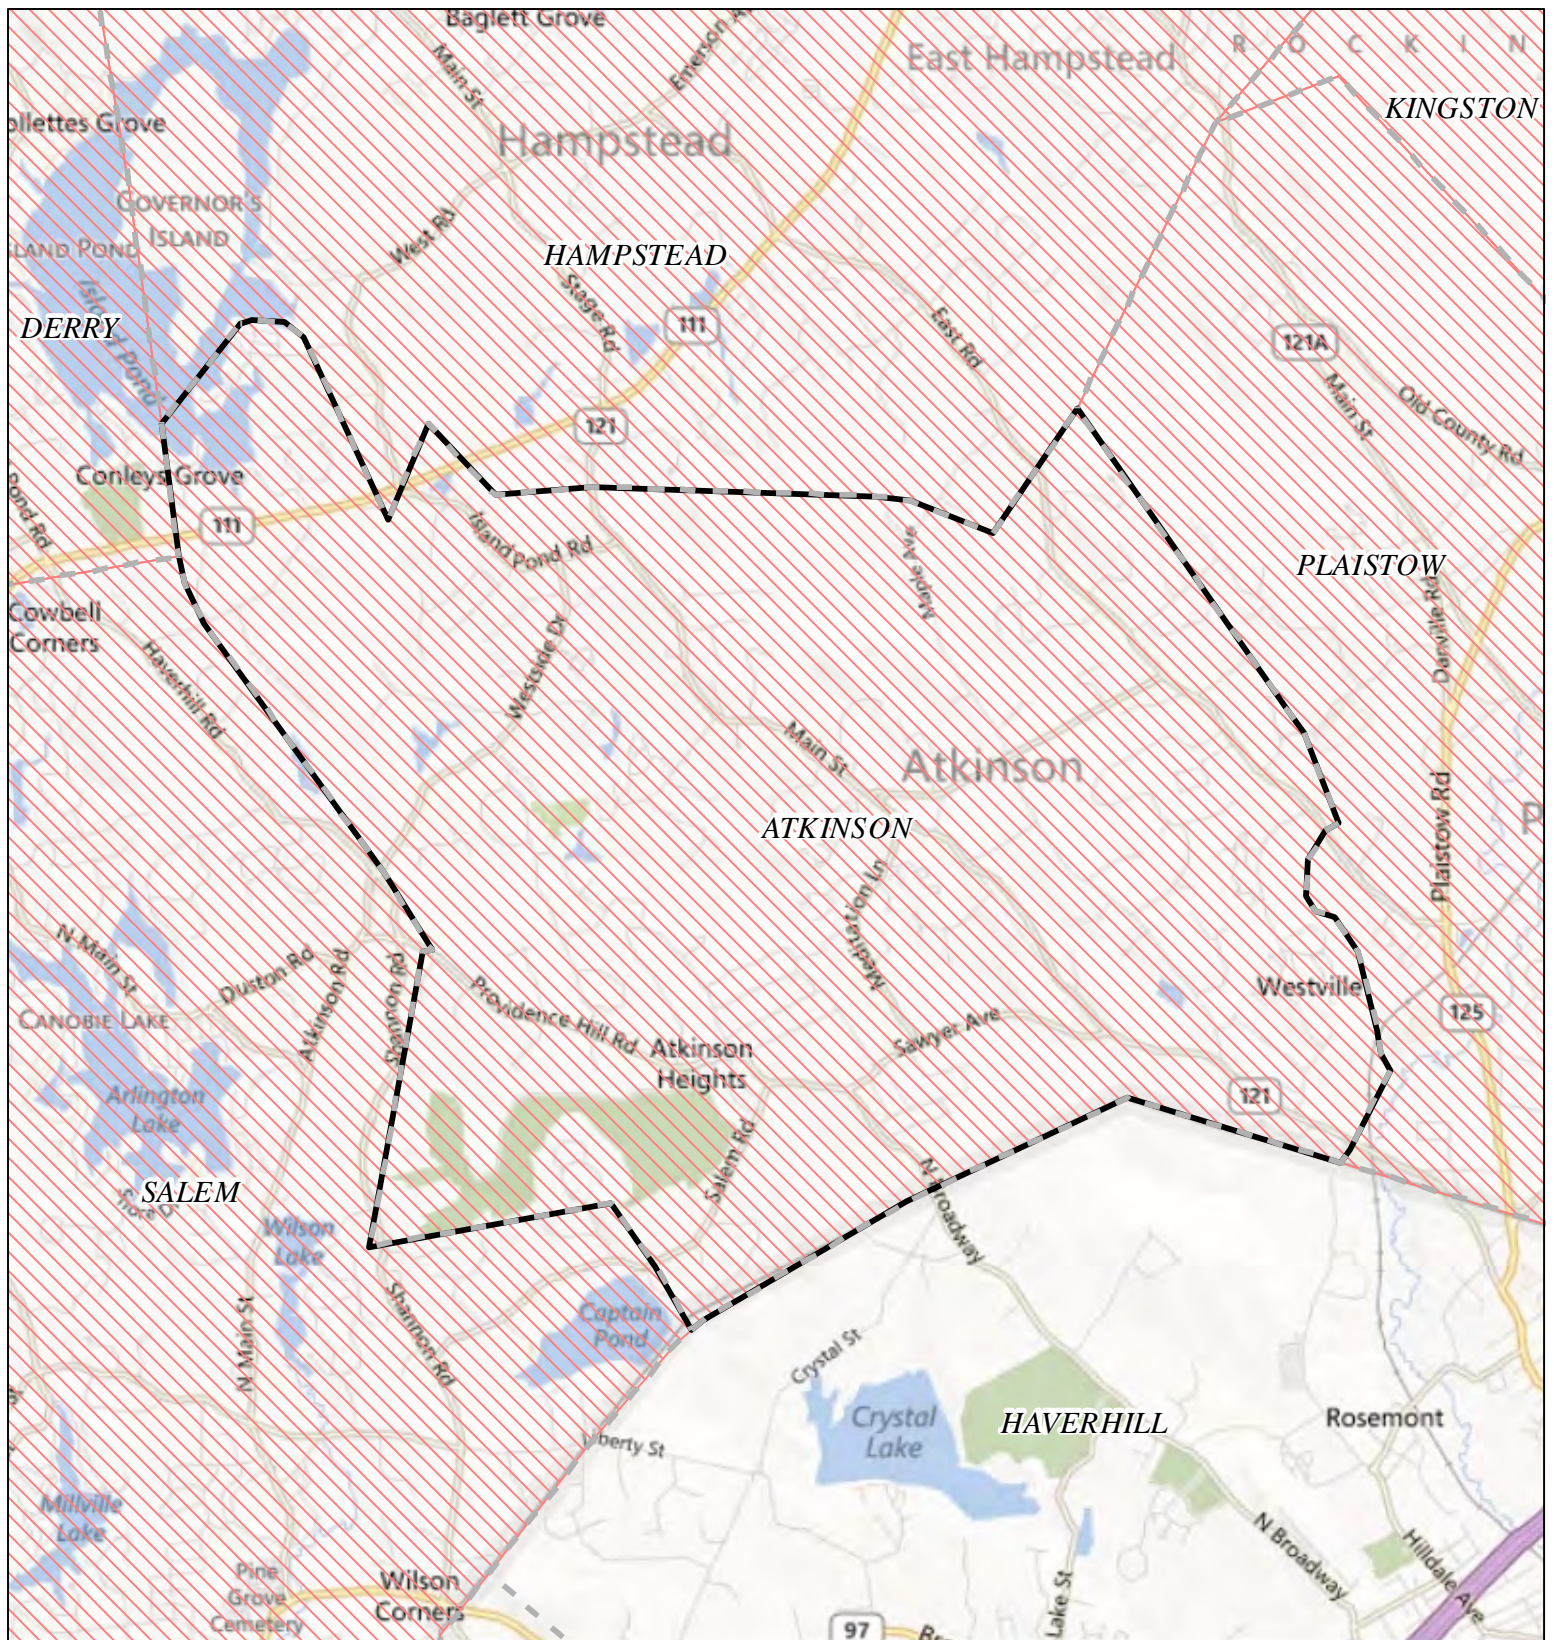 Baglett Grove
Main St
Emerson
East Hampstead
R O C K I N
KINGSTON
Hampstead
Grove
GOVERNOR'S
ISLAND
POND
West Rd
HAMPSTEAD
Island Pond
Stage Rd
111
DERRY
East Rd
121A
Main St
Old County Rd
121
Conleys Grove
Pond Rd
111
Island Pond Rd
Maple Ave
PLAISTOW
Danville Rd
Cowbell
Corners
Haverhill Rd
Westside Dr
Main St
Atkinson
Plaistow Rd
P
ATKINSON
Meditation Ln
N Main St
Duston Rd
Atkinson Rd
Shannon Rd
Providence Hill Rd
Westville
CANOBIE LAKE
125
Sawyer Ave
Atkinson
Heights
Arlington
Lake
121
Salem Rd
N Broadway
SALEM
Shore Dr
Wilson
Lake
N Main St
Shannon Rd
Captain
Pond
Crystal St
Crystal
Lake
HAVERHILL
Rosemont
Liberty St
Millville
Lake
N Broadway
Hilldale Ave
Pine
Grove
Cemetery
Wilson
Corners
Lake St
97